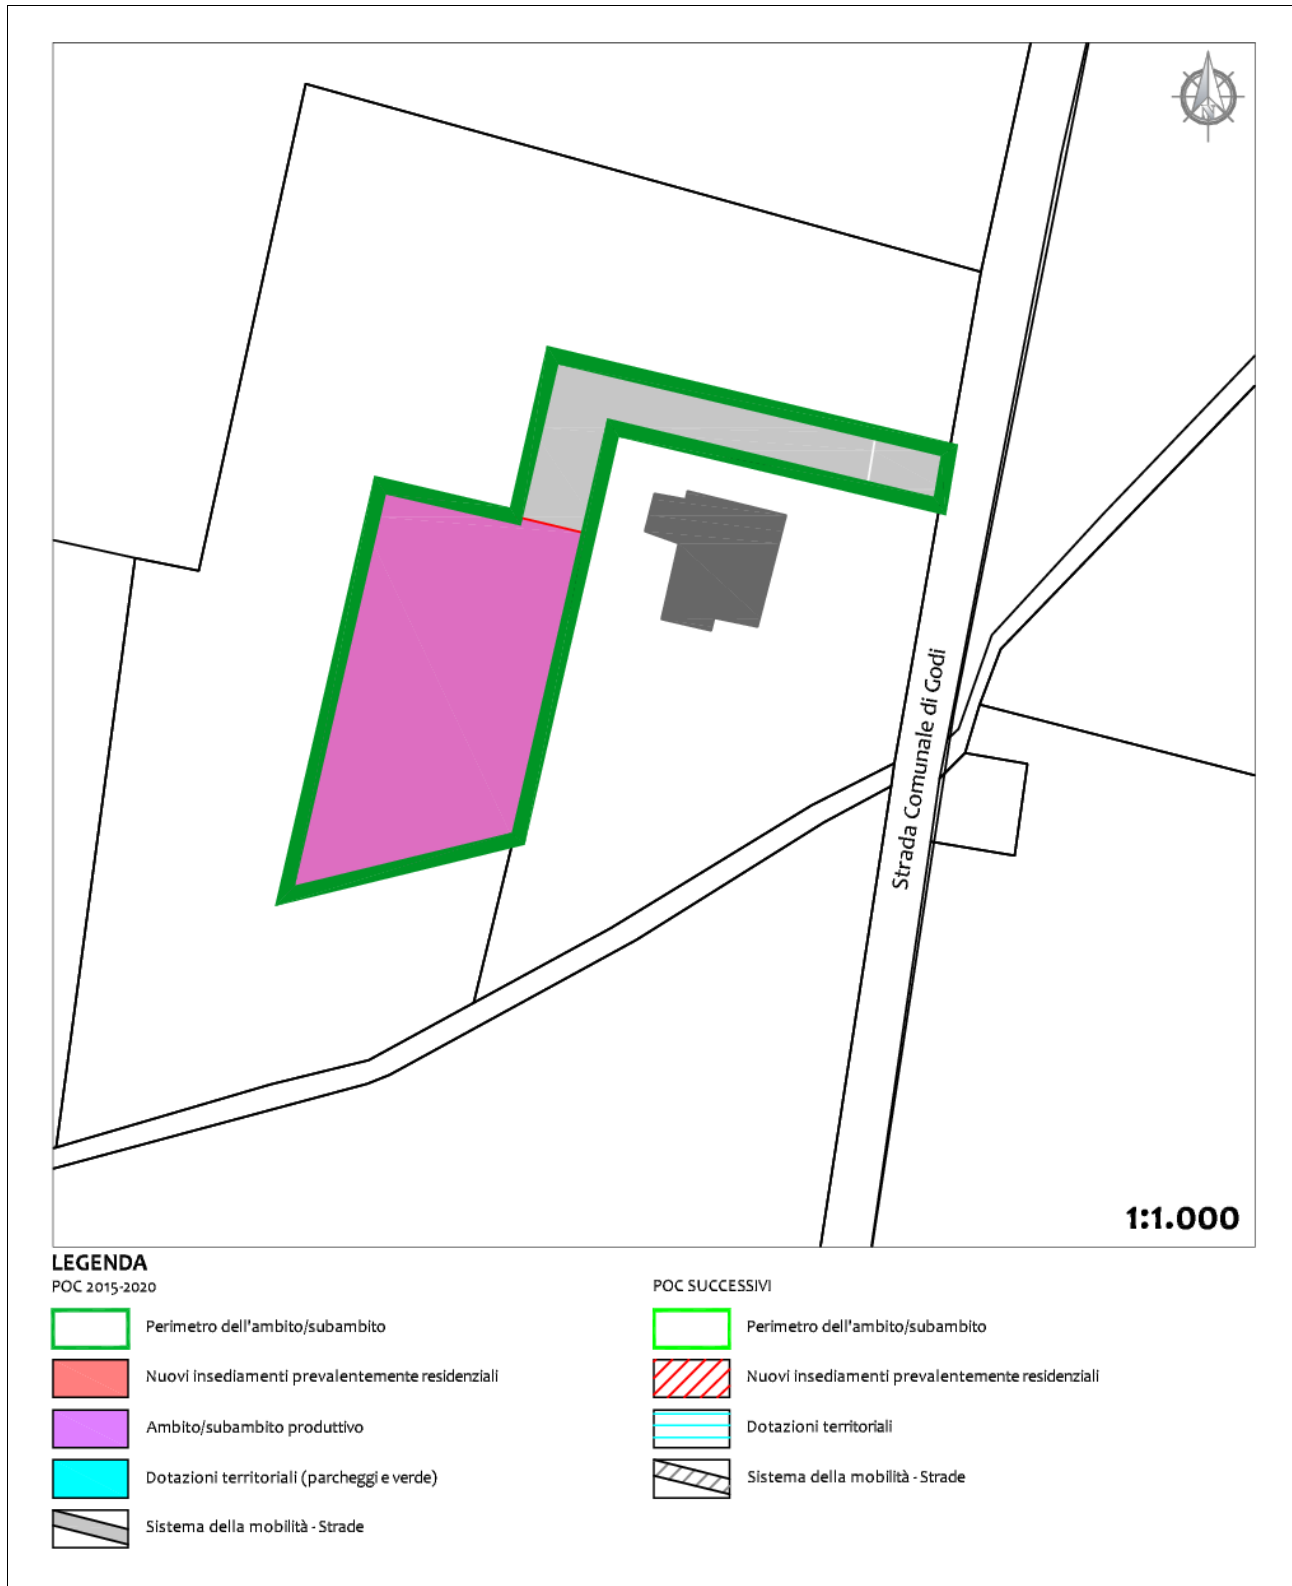 N
Strada Comunale di Godi
1:1.000
LEGENDA
POC 2015-2020
Perimetro dell'ambito/subambito
Nuovi insediamenti prevalentemente residenziali
Ambito/subambito produttivo
Dotazioni territoriali (parcheggi e verde)
Sistema della mobilità - Strade
POC SUCCESSIVI
Perimetro dell'ambito/subambito
Nuovi insediamenti prevalentemente residenziali
Dotazioni territoriali
Sistema della mobilità - Strade